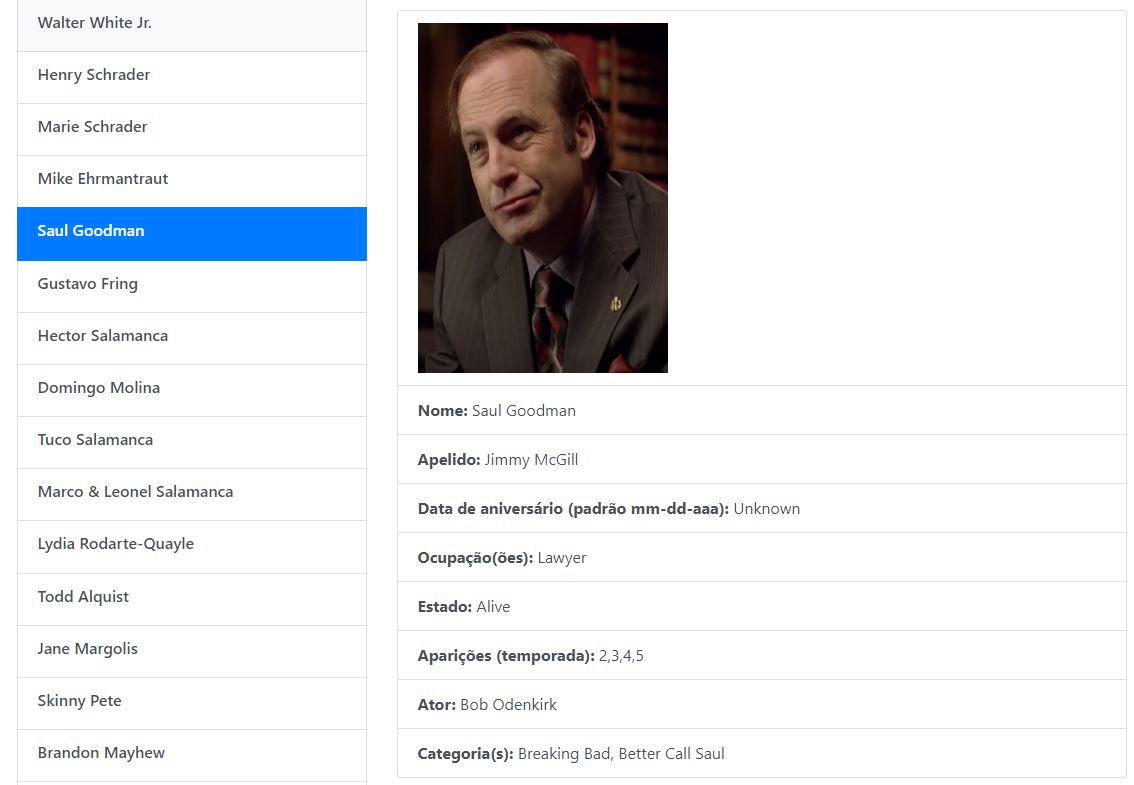 Walter White Jr.
Henry Schrader
Marie Schrader
Mike Ehrmantraut
Saul Goodman
Gustavo Fring
Hector Salamanca
Domingo Molina
Tuco Salamanca
Marco & Leonel Salamanca
Lydia Rodarte-Quayle
Todd Alquist
Jane Margolis
Skinny Pete
Brandon Mayhew
Nome: Saul Goodman
Apelido: Jimmy McGill
Data de aniversário (padrão mm-dd-aaa): Unknown
Ocupação(ões): Lawyer
Estado: Alive
Aparições (temporada): 2,3,4,5
Ator: Bob Odenkirk
Categoria(s): Breaking Bad, Better Call Saul